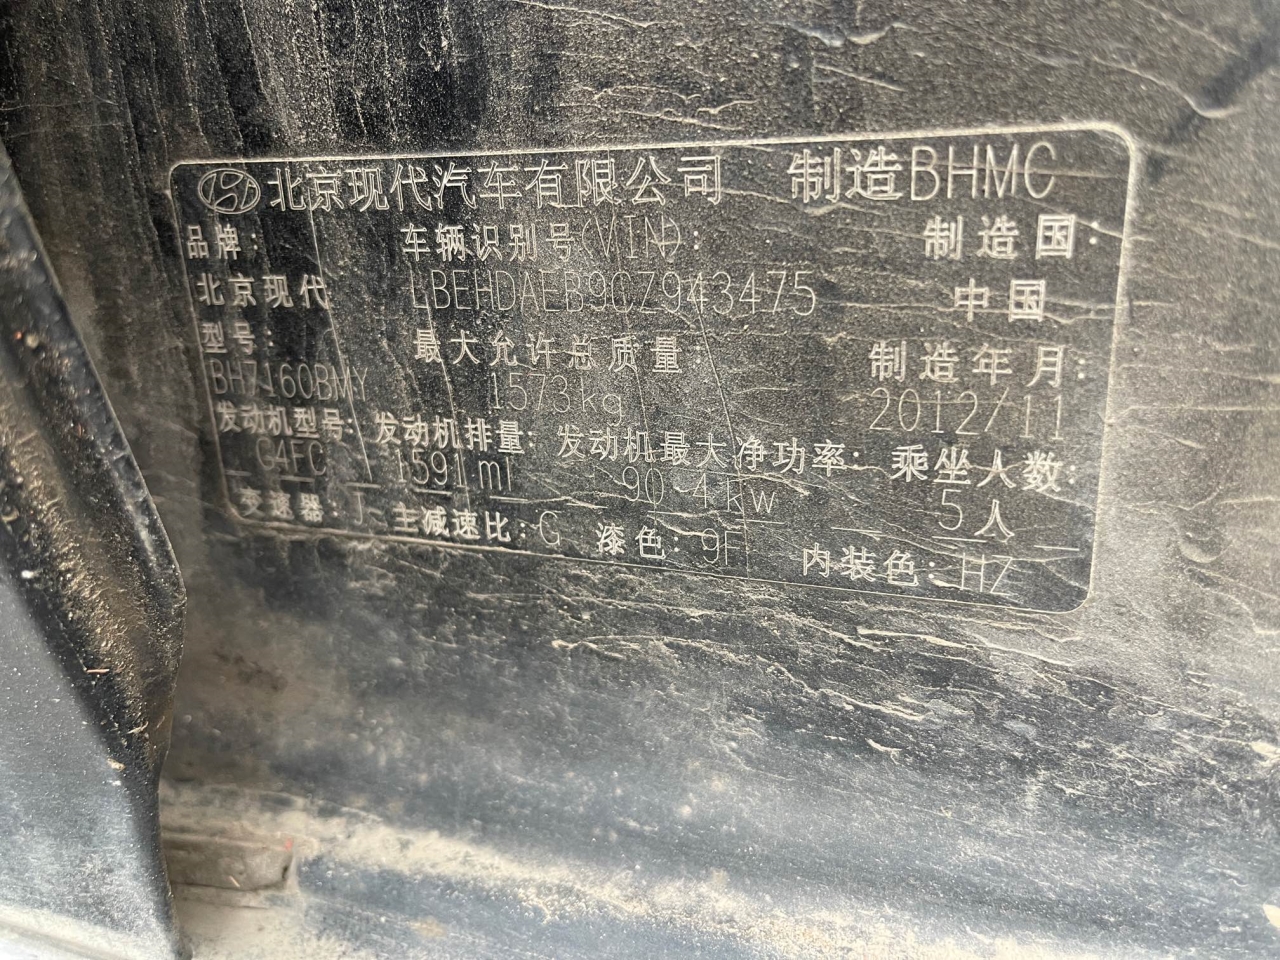 北京现代汽车有限公司 制造BHMC
品牌: 车辆识别号(VIN): 制造国:
北京现代 LBEHDAEB9CZ943475 中国
型号: 最大允许总质量: 制造年月:
BH7160BMY 1573kg 2012/11
发动机型号: 发动机排量: 发动机最大净功率: 乘坐人数:
G4FC 1591ml 90.4kw 5人
变速器:J 主减速比:G 漆色:9F 内装色:HZ